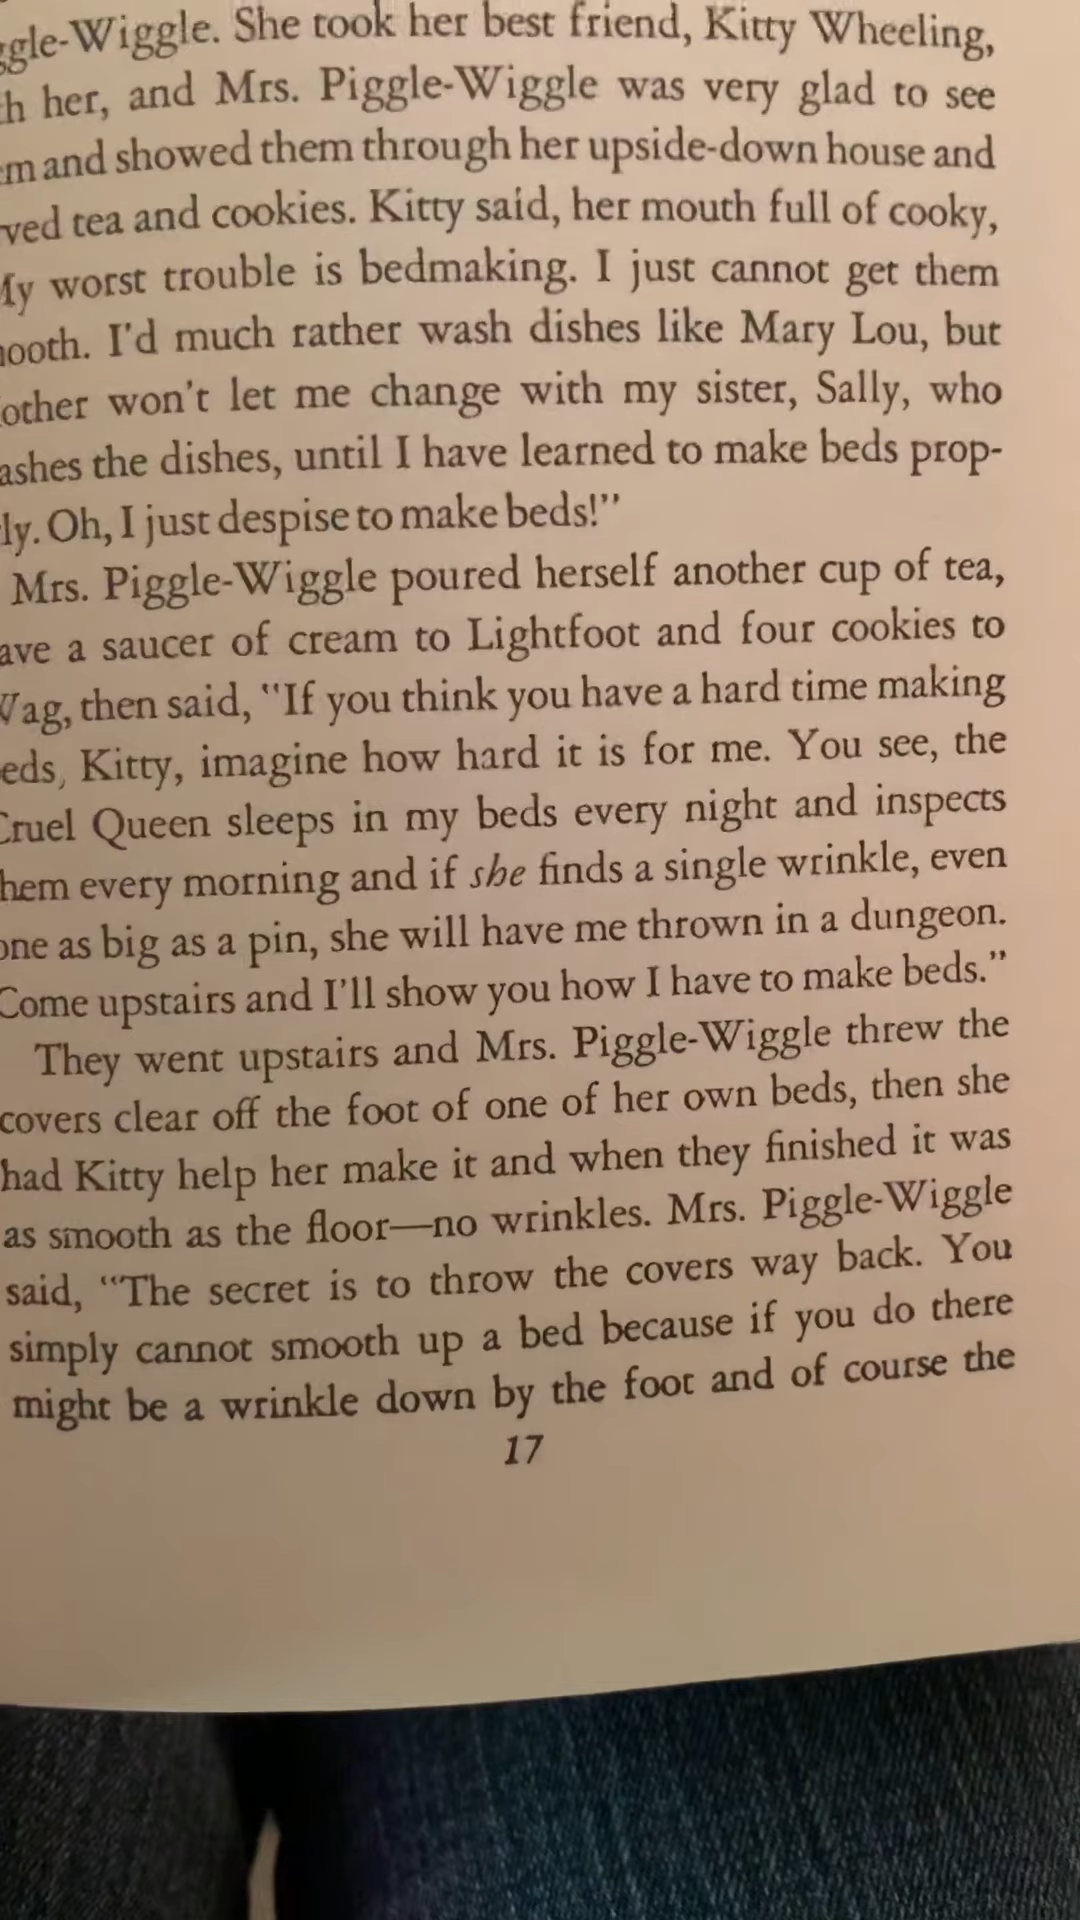 ggle-Wiggle. She took her best friend, Kitty Wheeling,
h her, and Mrs. Piggle-Wiggle was very glad to see
m and showed them through her upside-down house and
ved tea and cookies. Kitty said, her mouth full of cooky,
My worst trouble is bedmaking. I just cannot get them
nooth. I'd much rather wash dishes like Mary Lou, but
other won't let me change with my sister, Sally, who
ashes the dishes, until I have learned to make beds prop-
ly. Oh, I just despise to make beds!"
Mrs. Piggle-Wiggle poured herself another cup of tea,
ave a saucer of cream to Lightfoot and four cookies to
Wag, then said, "If you think you have a hard time making
eds, Kitty, imagine how hard it is for me. You see, the
Cruel Queen sleeps in my beds every night and inspects
hem every morning and if she finds a single wrinkle, even
one as big as a pin, she will have me thrown in a dungeon.
Come upstairs and I'll show you how I have to make beds."
They went upstairs and Mrs. Piggle-Wiggle threw the
covers clear off the foot of one of her own beds, then she
had Kitty help her make it and when they finished it was
as smooth as the floor—no wrinkles. Mrs. Piggle-Wiggle
said, "The secret is to throw the covers way back. You
simply cannot smooth up a bed because if you do there
might be a wrinkle down by the foot and of course the
17